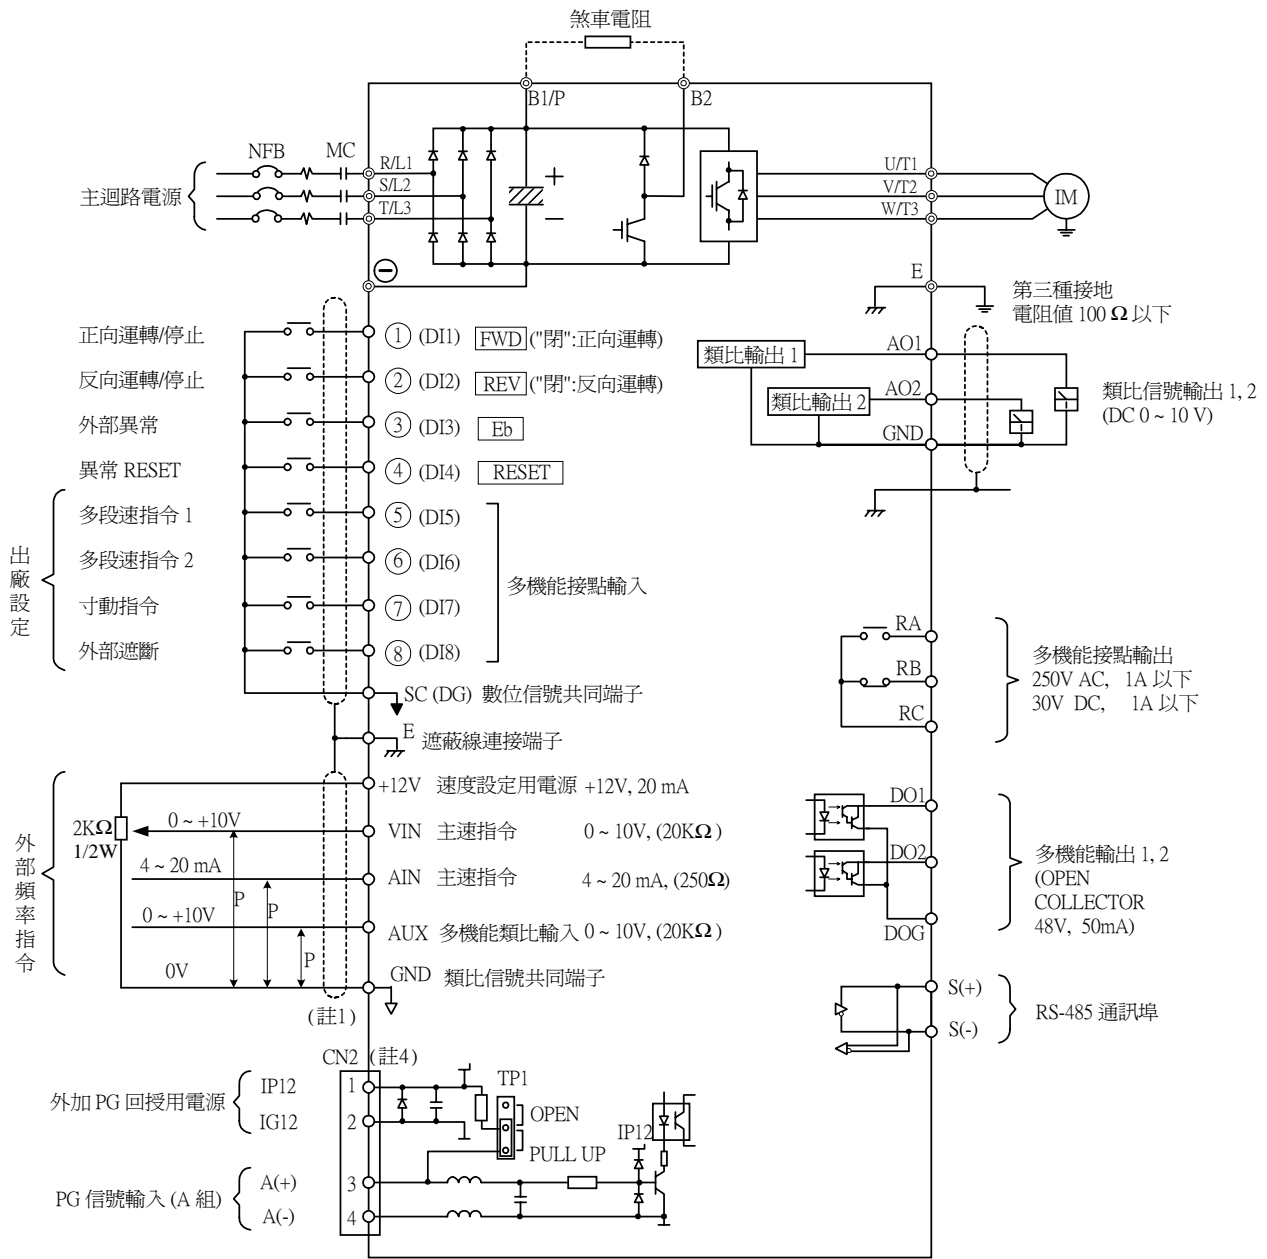 煞車電阻
B1/P
B2
NFB
MC
R/L1
S/L2
T/L3
主迴路電源
+
−
−
U/T1
V/T2
W/T3
IM
E
第三種接地
電阻值 100 Ω 以下
正向運轉/停止
1 (DI1) FWD ("閉":正向運轉)
反向運轉/停止
2 (DI2) REV ("閉":反向運轉)
外部異常
3 (DI3) Eb
異常 RESET
4 (DI4) RESET
出廠設定
多段速指令 1
5 (DI5)
多段速指令 2
6 (DI6)
寸動指令
7 (DI7)
外部遮斷
8 (DI8)
多機能接點輸入
SC (DG) 數位信號共同端子
E 遮蔽線連接端子
類比輸出 1
AO1
類比輸出 2
AO2
GND
類比信號輸出 1, 2
(DC 0 ~ 10 V)
RA
RB
RC
多機能接點輸出
250V AC, 1A 以下
30V DC, 1A 以下
外部頻率指令
2KΩ
1/2W
+12V 速度設定用電源 +12V, 20 mA
0 ~ +10V
VIN 主速指令 0 ~ 10V, (20KΩ )
4 ~ 20 mA
AIN 主速指令 4 ~ 20 mA, (250Ω)
P
P
0 ~ +10V
AUX 多機能類比輸入 0 ~ 10V, (20KΩ )
P
0V
GND 類比信號共同端子
(註1)
DO1
DO2
DOG
多機能輸出 1, 2
(OPEN
COLLECTOR
48V, 50mA)
S(+)
S(-)
RS-485 通訊埠
CN2 (註4)
外加 PG 回授用電源
IP12
IG12
1
2
TP1
OPEN
PULL UP
IP12
PG 信號輸入 (A 組)
A(+)
A(-)
3
4